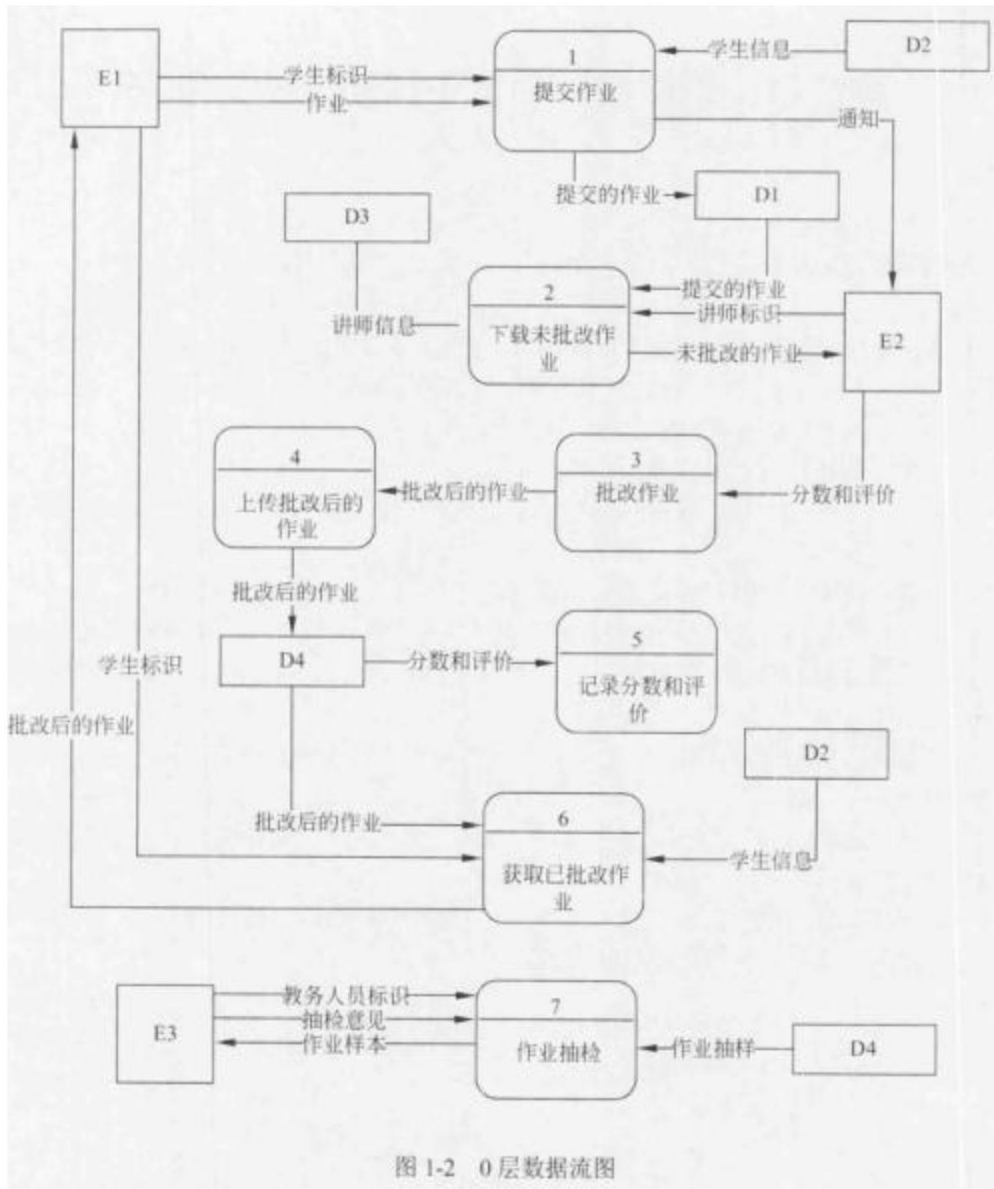 E1
学生标识
作业
1
提交作业
学生信息
D2
通知
提交的作业
D1
D3
讲师信息
2
下载未批改作
业
提交的作业
讲师标识
未批改的作业
E2
4
上传批改后的
作业
批改后的作业
3
批改作业
分数和评价
批改后的作业
D4
分数和评价
5
记录分数和评
价
学生标识
批改后的作业
D2
批改后的作业
6
获取已批改作
业
学生信息
E3
教务人员标识
抽检意见
作业样本
7
作业抽检
作业抽样
D4
图 1-2 0 层数据流图